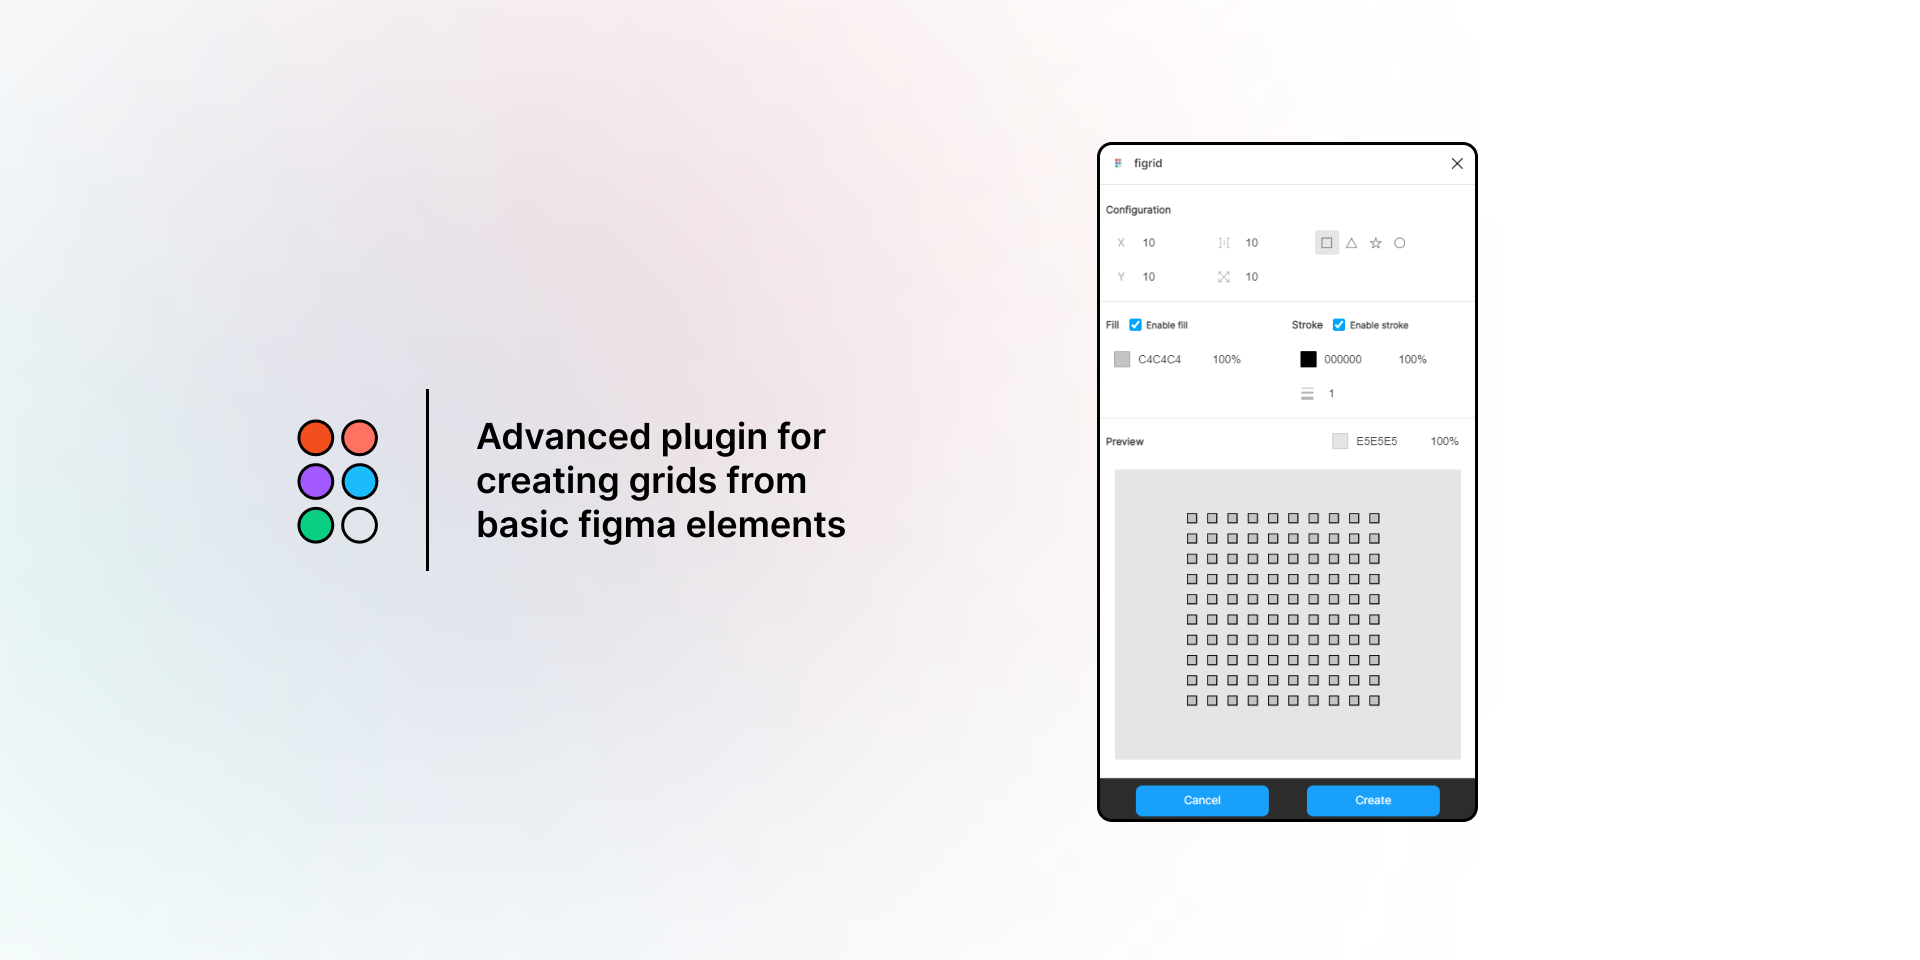 Advanced plugin for
creating grids from
basic figma elements
figrid
Configuration
X 10 10
Y 10 10
Fill Enable fill Stroke Enable stroke
C4C4C4 100% 000000 100%
1
Preview E5E5E5 100%
Cancel Create